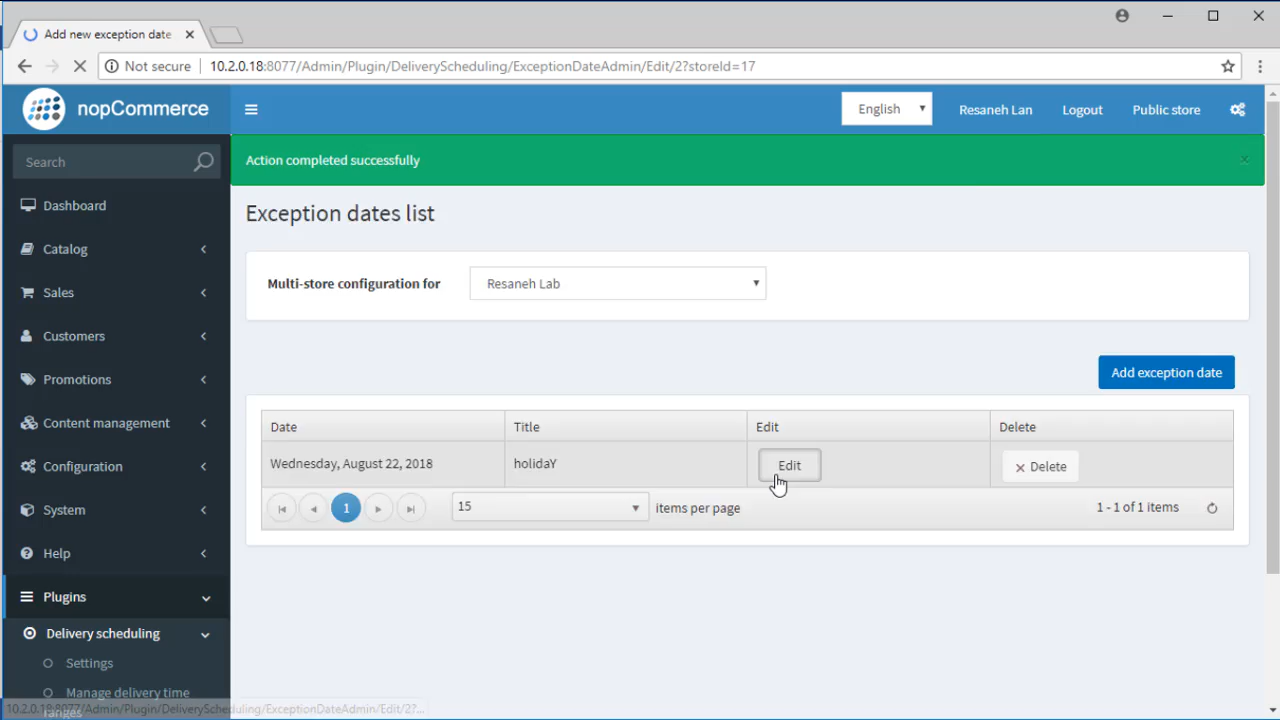 Add new exception date
Not secure
10.2.0.18:8077/Admin/Plugin/DeliveryScheduling/ExceptionDateAdmin/Edit/2?storeId=17
nopCommerce
English
Resaneh Lan
Logout
Public store
Search
Action completed successfully
Dashboard
Catalog
Sales
Customers
Promotions
Content management
Configuration
System
Help
Plugins
Delivery scheduling
Settings
Manage delivery time
ranges
Exception dates list
Multi-store configuration for
Resaneh Lab
Add exception date
Date Title Edit Delete
Wednesday, August 22, 2018 holidaY Edit Delete
1 15 items per page 1 - 1 of 1 items
10.2.0.18:8077/Admin/Plugin/DeliveryScheduling/ExceptionDateAdmin/Edit/2?...